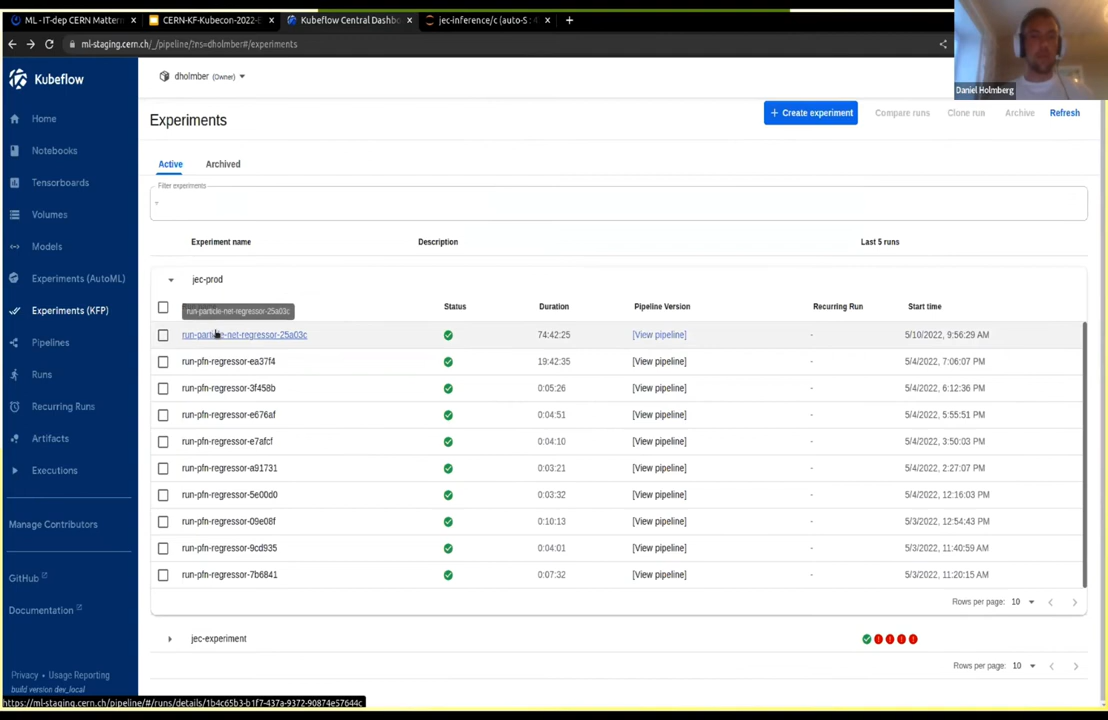 ML - IT-dep CERN Matterm
CERN-KF-Kubecon-2022-E
Kubeflow Central Dashbo
jec-inference/c (auto-S
ml-staging.cern.ch/_/pipeline/?ns=dholmber#/experiments
Daniel Holmberg
Kubeflow
dholmber (Owner)
Experiments
+ Create experiment
Compare runs
Clone run
Archive
Refresh
Home
Notebooks
Tensorboards
Volumes
Models
Experiments (AutoML)
Experiments (KFP)
Pipelines
Runs
Recurring Runs
Artifacts
Executions
Manage Contributors
GitHub
Documentation
Privacy • Usage Reporting
build version dev_local
Active Archived
Filter experiments
Experiment name Description Last 5 runs
jec-prod
run-particle-net-regressor-25a03c
Status Duration Pipeline Version Recurring Run Start time
run-particle-net-regressor-25a03c 74:42:25 [View pipeline] - 5/10/2022, 9:56:29 AM
run-pfn-regressor-ea37f4 19:42:35 [View pipeline] - 5/4/2022, 7:06:07 PM
run-pfn-regressor-3f458b 0:05:26 [View pipeline] - 5/4/2022, 6:12:36 PM
run-pfn-regressor-e676af 0:04:51 [View pipeline] - 5/4/2022, 5:55:51 PM
run-pfn-regressor-e7afcf 0:04:10 [View pipeline] - 5/4/2022, 3:50:03 PM
run-pfn-regressor-a91731 0:03:21 [View pipeline] - 5/4/2022, 2:27:07 PM
run-pfn-regressor-5e00d0 0:03:32 [View pipeline] - 5/4/2022, 12:16:03 PM
run-pfn-regressor-09e08f 0:10:13 [View pipeline] - 5/3/2022, 12:54:43 PM
run-pfn-regressor-9cd935 0:04:01 [View pipeline] - 5/3/2022, 11:40:59 AM
run-pfn-regressor-7b6841 0:07:32 [View pipeline] - 5/3/2022, 11:20:15 AM
Rows per page: 10
jec-experiment
Rows per page: 10
https://ml-staging.cern.ch/pipeline/#/runs/details/1b4c65b3-b1f7-437a-9372-90874e57644c